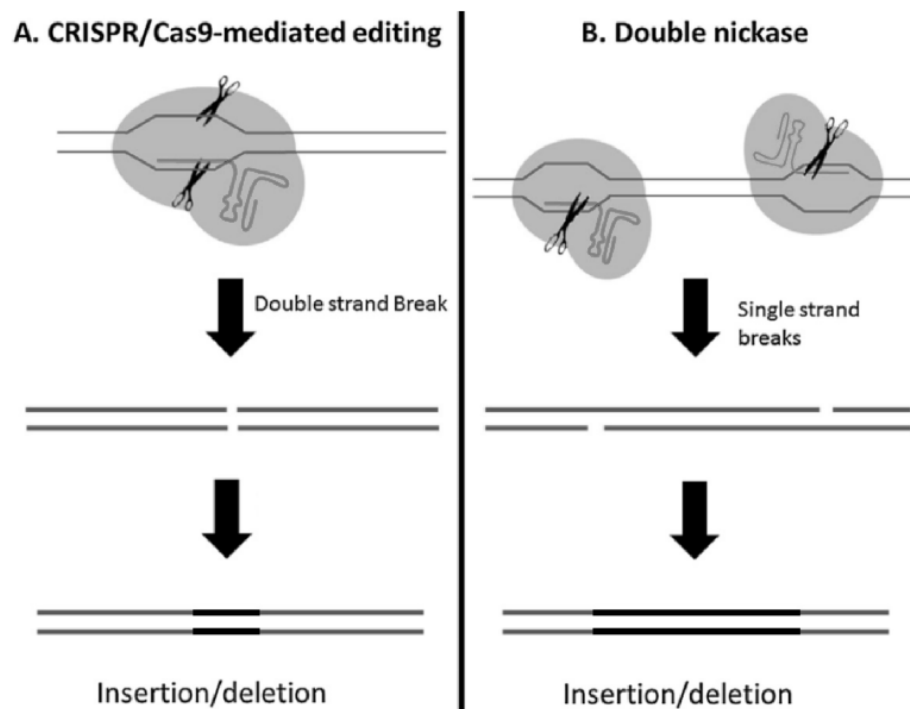 A. CRISPR/Cas9-mediated editing
Double strand Break
Insertion/deletion
B. Double nickase
Single strand
breaks
Insertion/deletion